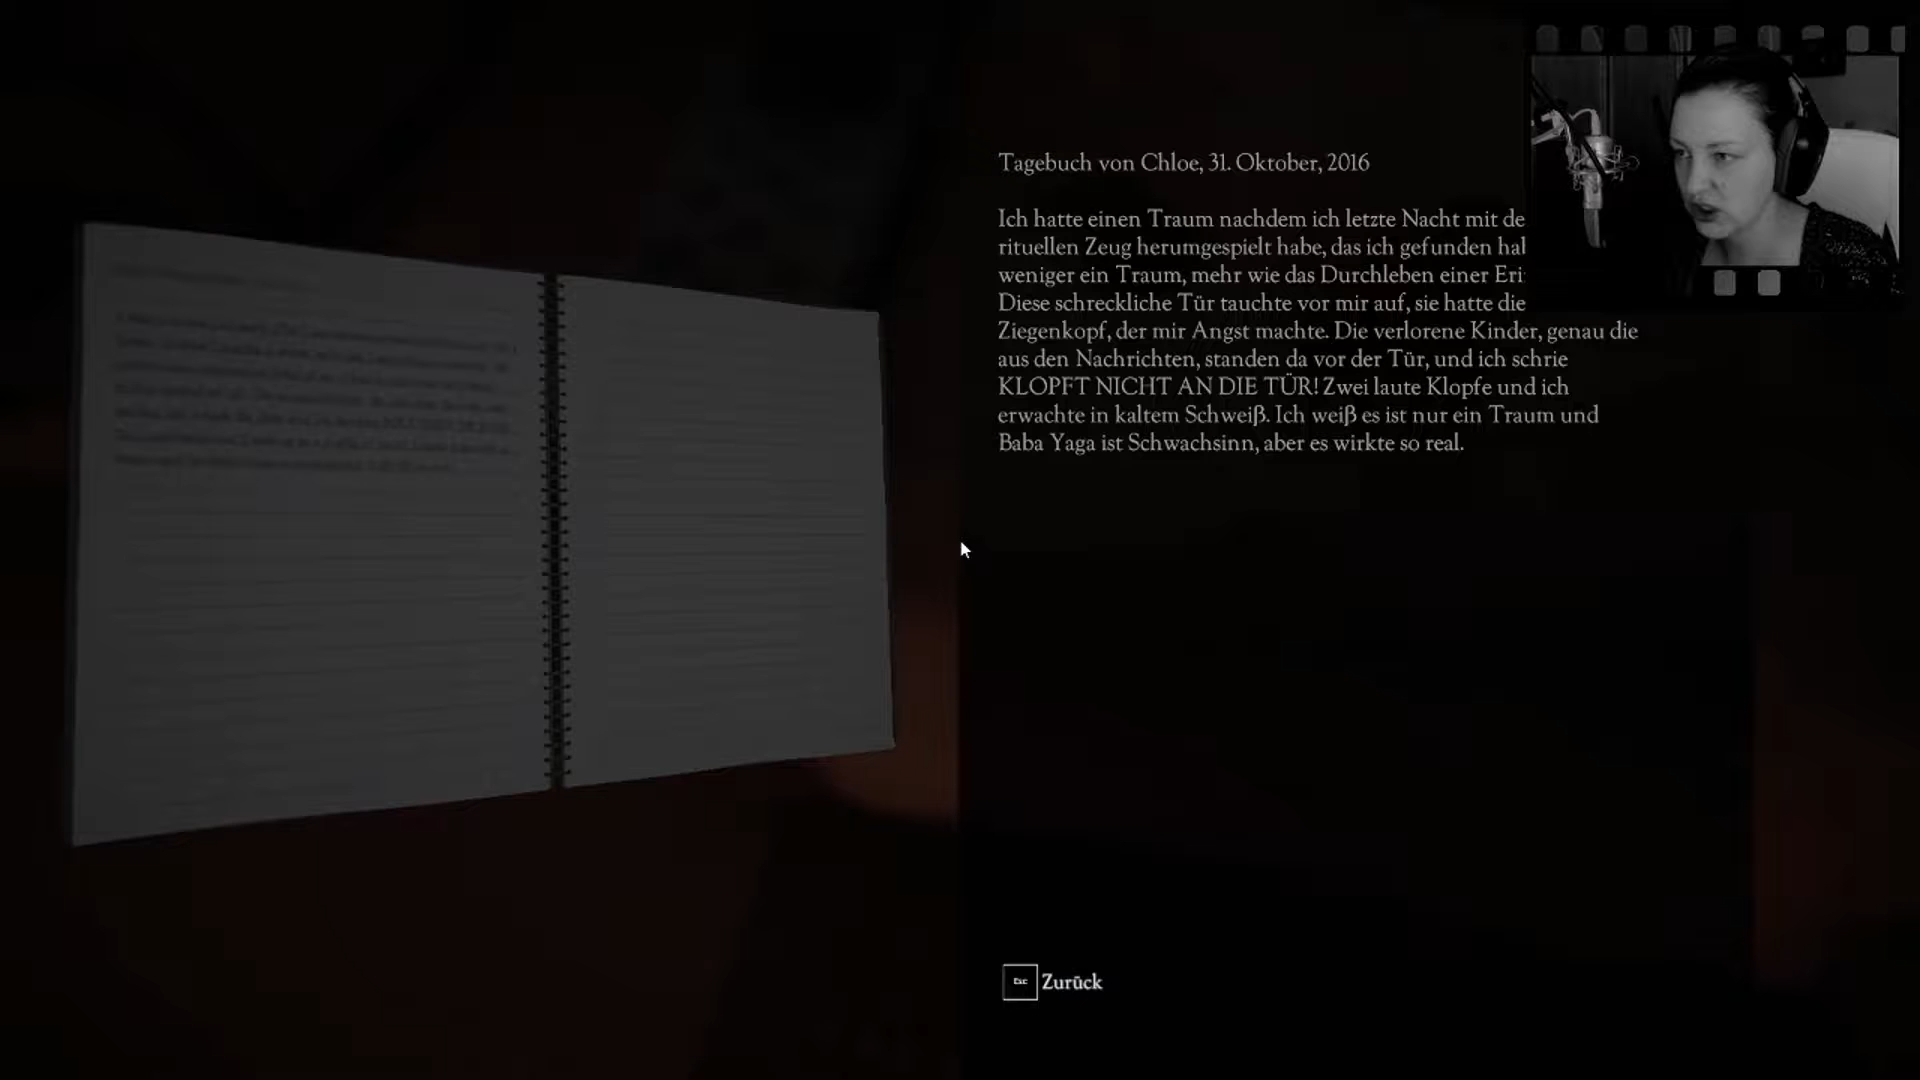 Tagebuch von Chloe, 31. Oktober, 2016
Ich hatte einen Traum nachdem ich letzte Nacht mit de
rituellen Zeug herumgespielt habe, das ich gefunden
weniger ein Traum, mehr wie das Durchleben einer
Diese schreckliche Tür tauchte vor mir auf, sie hatte die
Ziegenkopf, der mir Angst machte. Die verlorene Kinder, genau die
aus den Nachrichten, standen da vor der Tür, und ich schrie
KLOPFT NICHT AN DIE TÜR! Zwei laute Klopfe und ich
erwachte in kaltem Schweiß. Ich weiß es ist nur ein Traum und
Baba Yaga ist Schwachsinn, aber es wirkte so real.
Esc Zurück